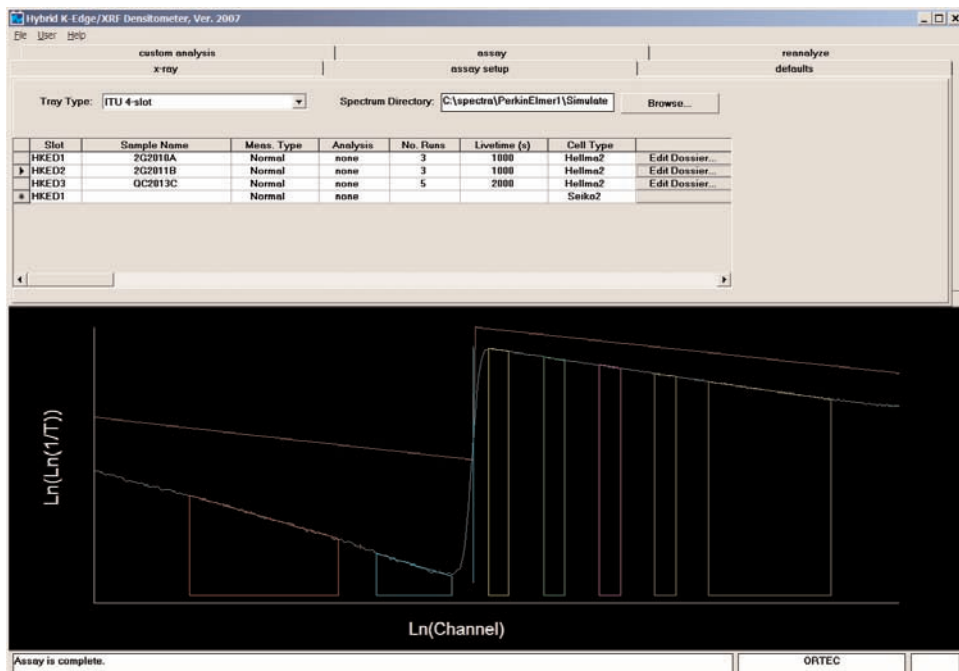 Hybrid K-Edge/XRF Densitometer, Ver. 2007
File User Help
custom analysis assay reanalyze
x-ray assay setup defaults
Tray Type: ITU 4-slot Spectrum Directory: C:\spectra\PerkinElmer1\Simulate Browse...
Slot Sample Name Meas. Type Analysis No. Runs Livetime (s) Cell Type
HKED1 2G2010A Normal none 3 1000 Hellma2 Edit Dossier...
HKED2 2G2011B Normal none 3 1000 Hellma2 Edit Dossier...
HKED3 QC2013C Normal none 5 2000 Hellma2 Edit Dossier...
HKED1 Normal none Seiko2
Ln(Ln(1/T))
Ln(Channel)
Assay is complete. ORTEC